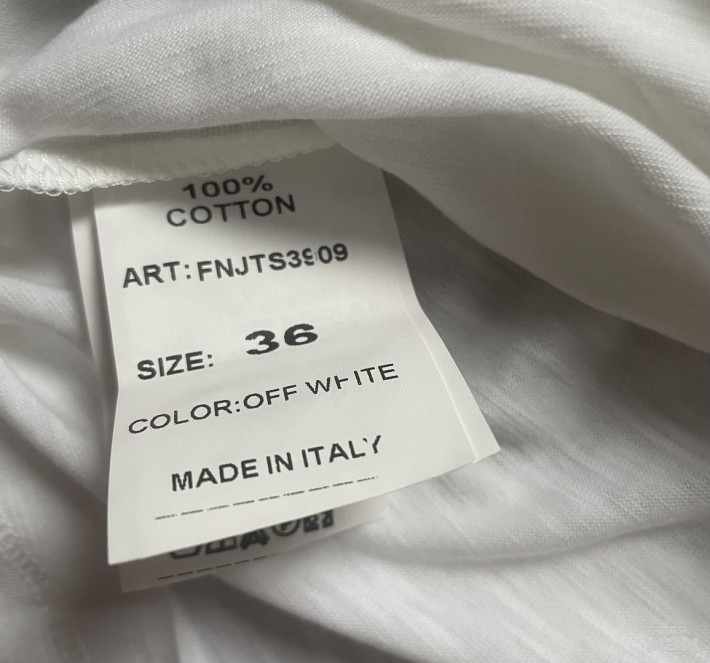 100%
COTTON
ART:FNJTS3909
SIZE: 36
COLOR:OFF WHITE
MADE IN ITALY